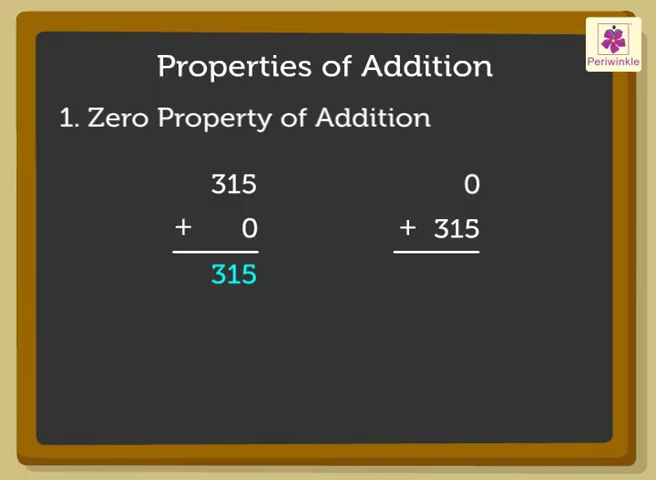 Properties of Addition
Periwinkle
1. Zero Property of Addition
315 0
+ 0 + 315
315